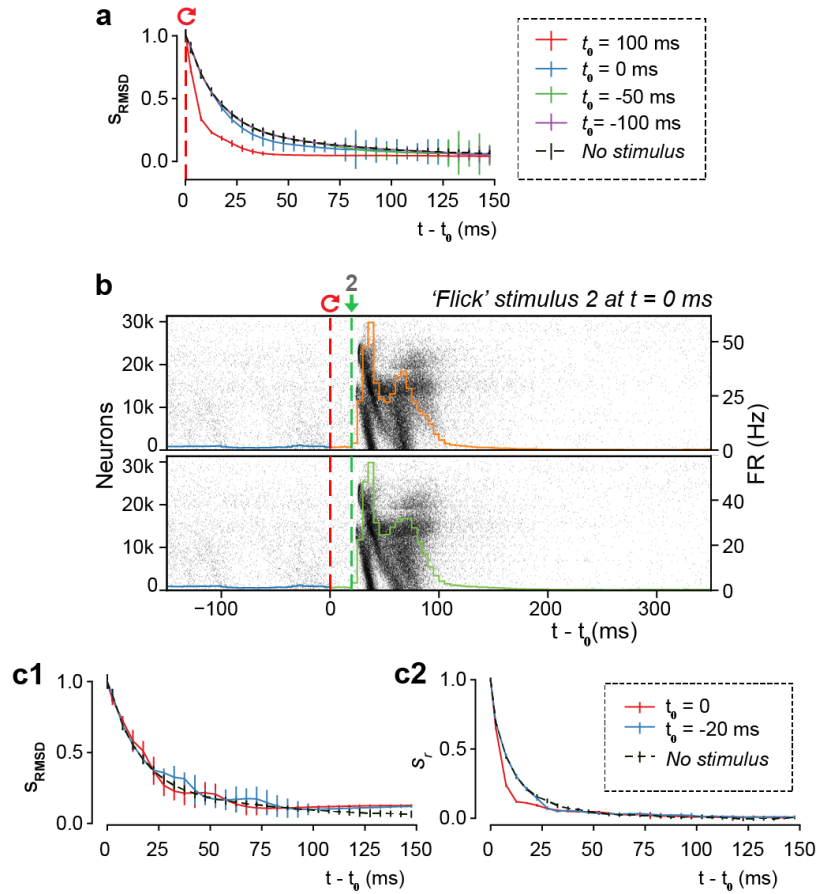 a
1.0
0.5
0.0
s_RMSD
0 25 50 75 100 125 150
t - t₀ (ms)
t₀ = 100 ms
t₀ = 0 ms
t₀ = -50 ms
t₀= -100 ms
No stimulus
b
2
'Flick' stimulus 2 at t = 0 ms
30k
20k
10k
0
50
25
0
30k
20k
10k
0
40
20
0
Neurons
FR (Hz)
−100 0 100 200 300
t - t₀(ms)
c1
1.0
0.5
0.0
s_RMSD
0 25 50 75 100 125 150
t - t₀ (ms)
c2
1.0
0.5
0.0
s_r
0 25 50 75 100 125 150
t - t₀ (ms)
t₀ = 0
t₀ = -20 ms
No stimulus